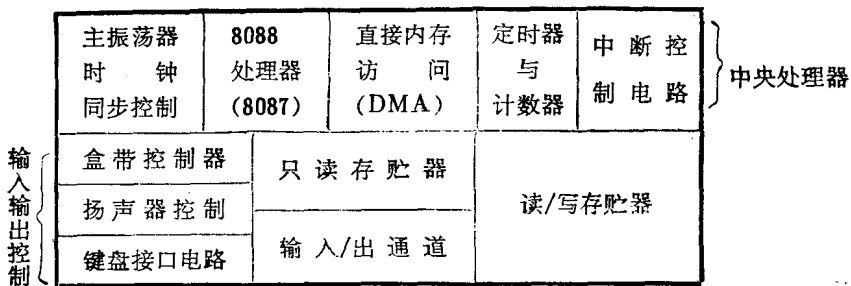 主振荡器
时钟
同步控制
8088
处理器
(8087)
直接内存
访问
(DMA)
定时器
与
计数器
中断控
制电路
中央处理器
输入输出控制
盒带控制器
扬声器控制
键盘接口电路
只读存贮器
输入/出通道
读/写存贮器